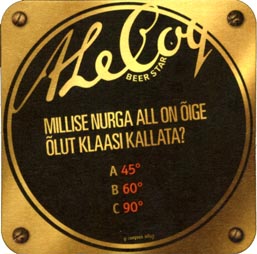 A Le Coq
BEER STAR
MILLISE NURGA ALL ON ÕIGE
ÕLUT KLAASI KALLATA?
A 45°
B 60°
C 90°